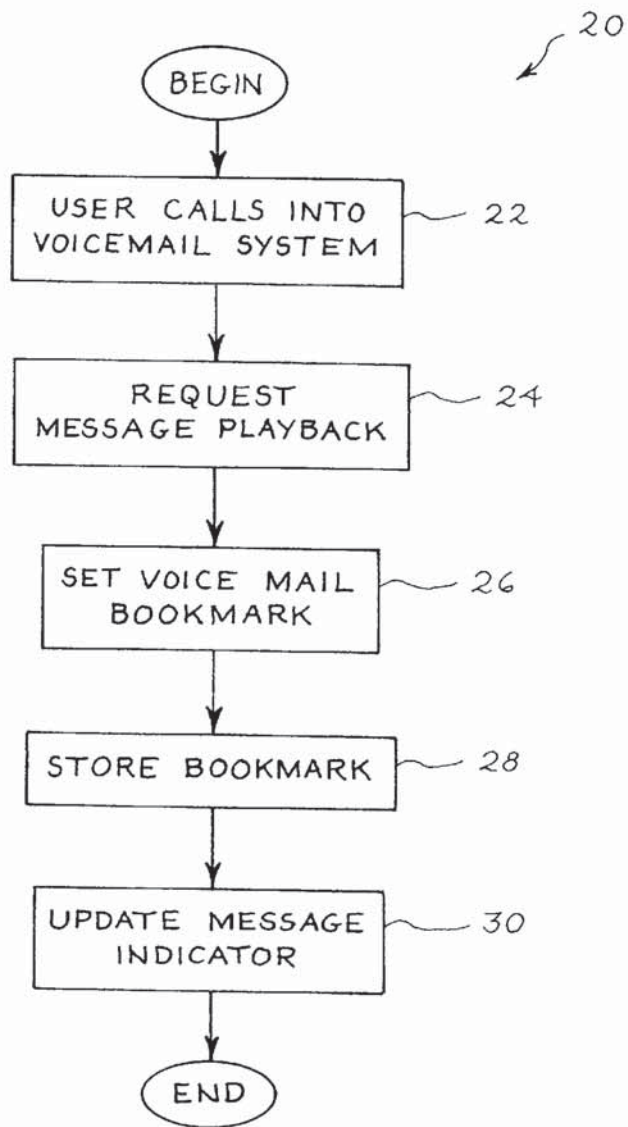 20
BEGIN
USER CALLS INTO
VOICEMAIL SYSTEM
22
REQUEST
MESSAGE PLAYBACK
24
SET VOICE MAIL
BOOKMARK
26
STORE BOOKMARK
28
UPDATE MESSAGE
INDICATOR
30
END